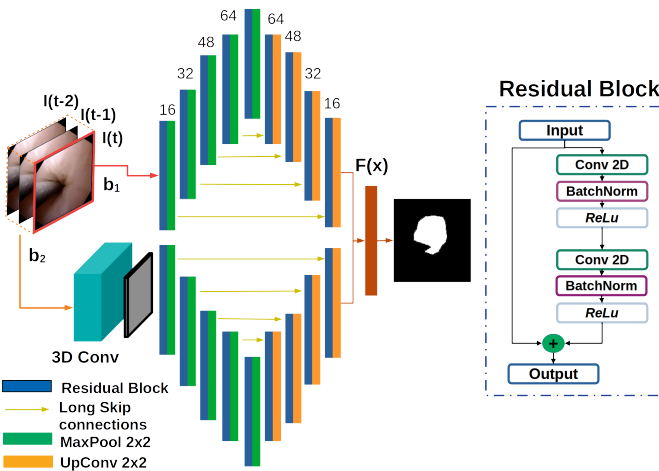 64
64
48
48
32
32
16
16
I(t-2)
I(t-1)
I(t)
b1
b2
F(x)
3D Conv
Residual Block
Long Skip
connections
MaxPool 2x2
UpConv 2x2
Residual Block
Input
Conv 2D
BatchNorm
ReLu
Conv 2D
BatchNorm
ReLu
+
Output